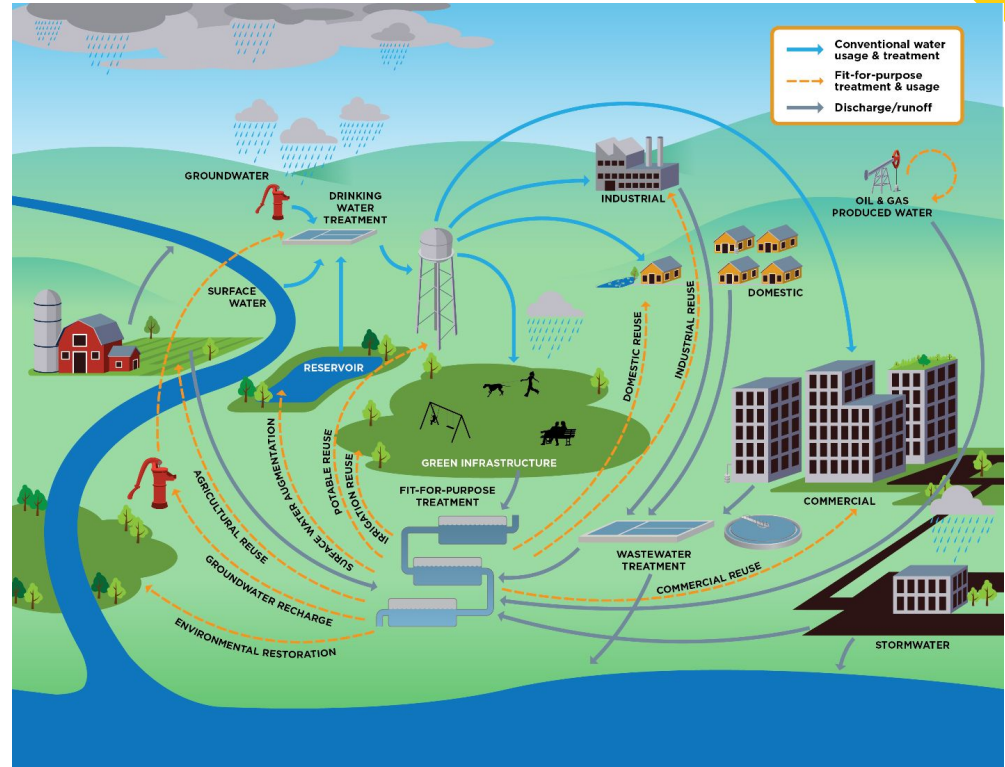 Conventional water
usage & treatment
Fit-for-purpose
treatment & usage
Discharge/runoff
GROUNDWATER
DRINKING
WATER
TREATMENT
INDUSTRIAL
OIL & GAS
PRODUCED WATER
SURFACE
WATER
DOMESTIC
RESERVOIR
DOMESTIC REUSE
INDUSTRIAL REUSE
GREEN INFRASTRUCTURE
FIT-FOR-PURPOSE
TREATMENT
COMMERCIAL
AGRICULTURAL REUSE
SURFACE WATER AUGMENTATION
POTABLE REUSE
IRRIGATION REUSE
WASTEWATER
TREATMENT
COMMERCIAL REUSE
GROUNDWATER RECHARGE
ENVIRONMENTAL RESTORATION
STORMWATER